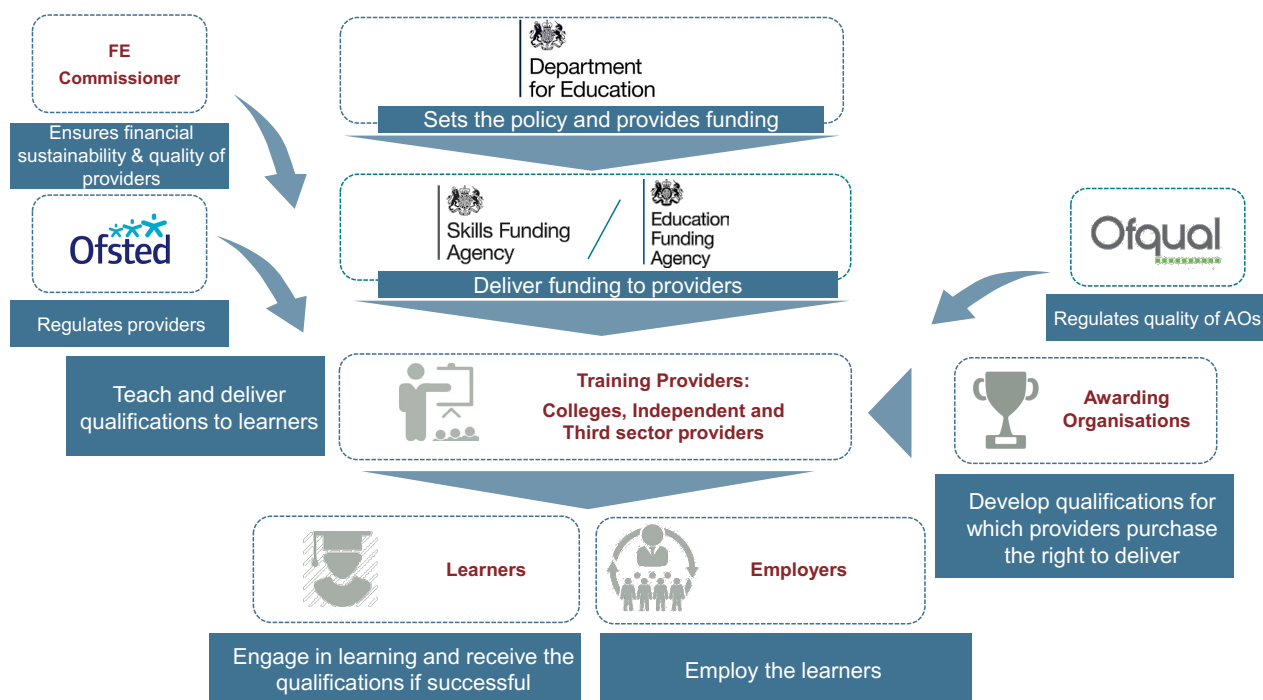 FE
Commissioner
Ensures financial
sustainability & quality of
providers
Department
for Education
Sets the policy and provides funding
Ofsted
Regulates providers
Skills Funding
Agency
Education
Funding
Agency
Deliver funding to providers
Ofqual
Regulates quality of AOs
Teach and deliver
qualifications to learners
Training Providers:
Colleges, Independent and
Third sector providers
Awarding
Organisations
Develop qualifications for
which providers purchase
the right to deliver
Learners
Engage in learning and receive the
qualifications if successful
Employers
Employ the learners